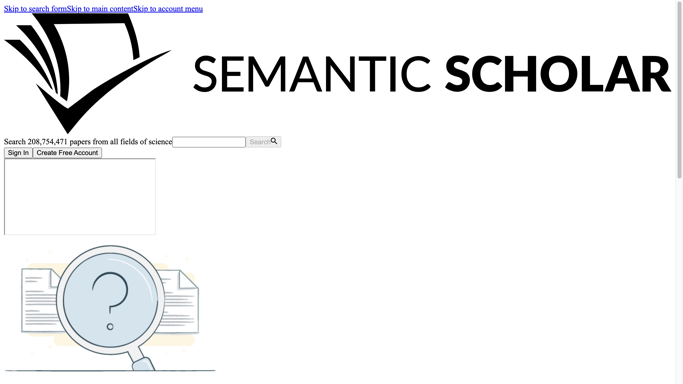 Skip to search formSkip to main contentSkip to account menu
SEMANTIC SCHOLAR
Search 208,754,471 papers from all fields of science Search
Sign In Create Free Account
?